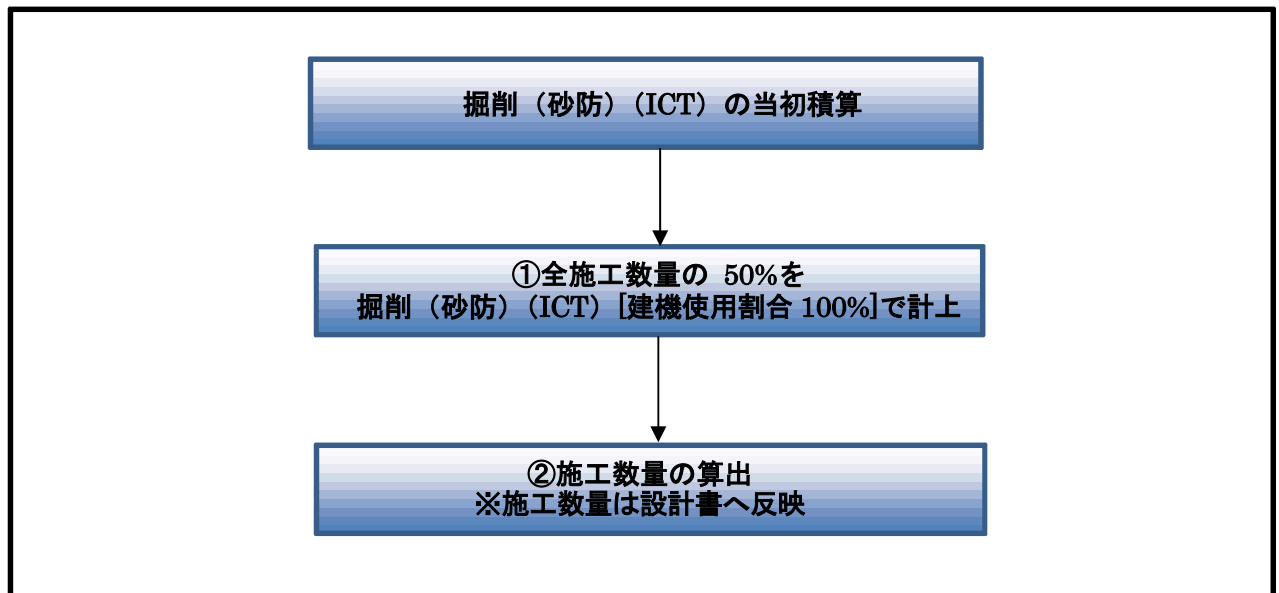 掘削（砂防）（ICT）の当初積算
①全施工数量の 50%を
掘削（砂防）（ICT）[建機使用割合 100%]で計上
②施工数量の算出
※施工数量は設計書へ反映